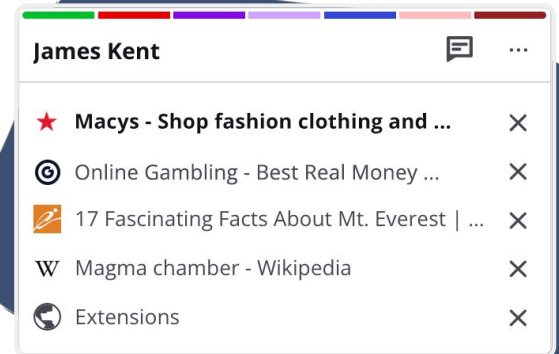 James Kent
Macys - Shop fashion clothing and ...
Online Gambling - Best Real Money ...
17 Fascinating Facts About Mt. Everest | ...
W Magma chamber - Wikipedia
Extensions